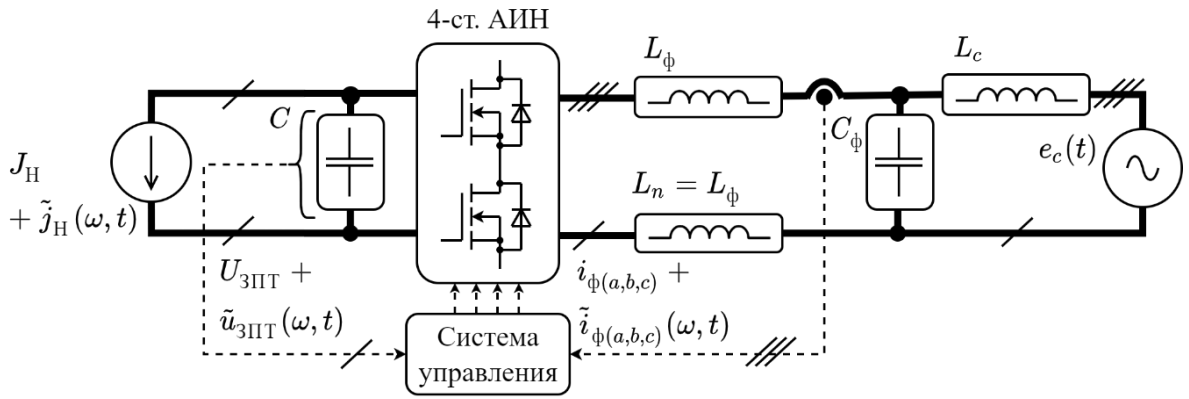 4-ст. АИН
L_ф
L_c
C
C_ф
e_c(t)
J_Н
+ j̃_Н(ω, t)
L_n = L_ф
U_ЗПТ +
ũ_ЗПТ(ω, t)
i_ф(a,b,c) +
ĩ_ф(a,b,c)(ω, t)
Система
управления